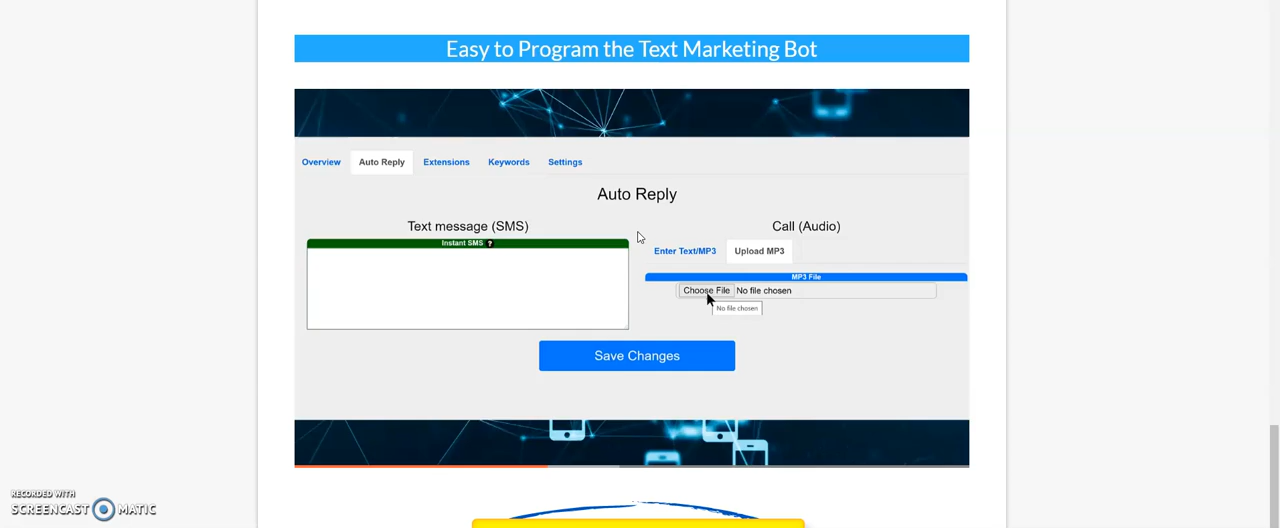 Easy to Program the Text Marketing Bot
Overview Auto Reply Extensions Keywords Settings
Auto Reply
Text message (SMS) Call (Audio)
Instant SMS ?
Enter Text/MP3 Upload MP3
MP3 File
Choose File No file chosen
No file chosen
Save Changes
RECORDED WITH
SCREENCAST MATIC